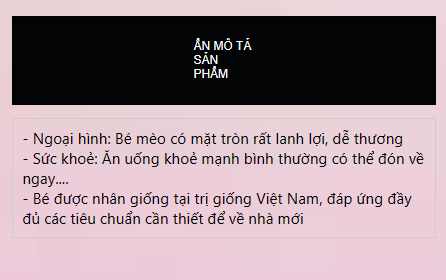 ẨN MÔ TẢ
SẢN
PHẨM
- Ngoại hình: Bé mèo có mặt tròn rất lanh lợi, dễ thương
- Sức khoẻ: Ăn uống khoẻ mạnh bình thường có thể đón về
ngay....
- Bé được nhân giống tại trị giống Việt Nam, đáp ứng đầy
đủ các tiêu chuẩn cần thiết để về nhà mới